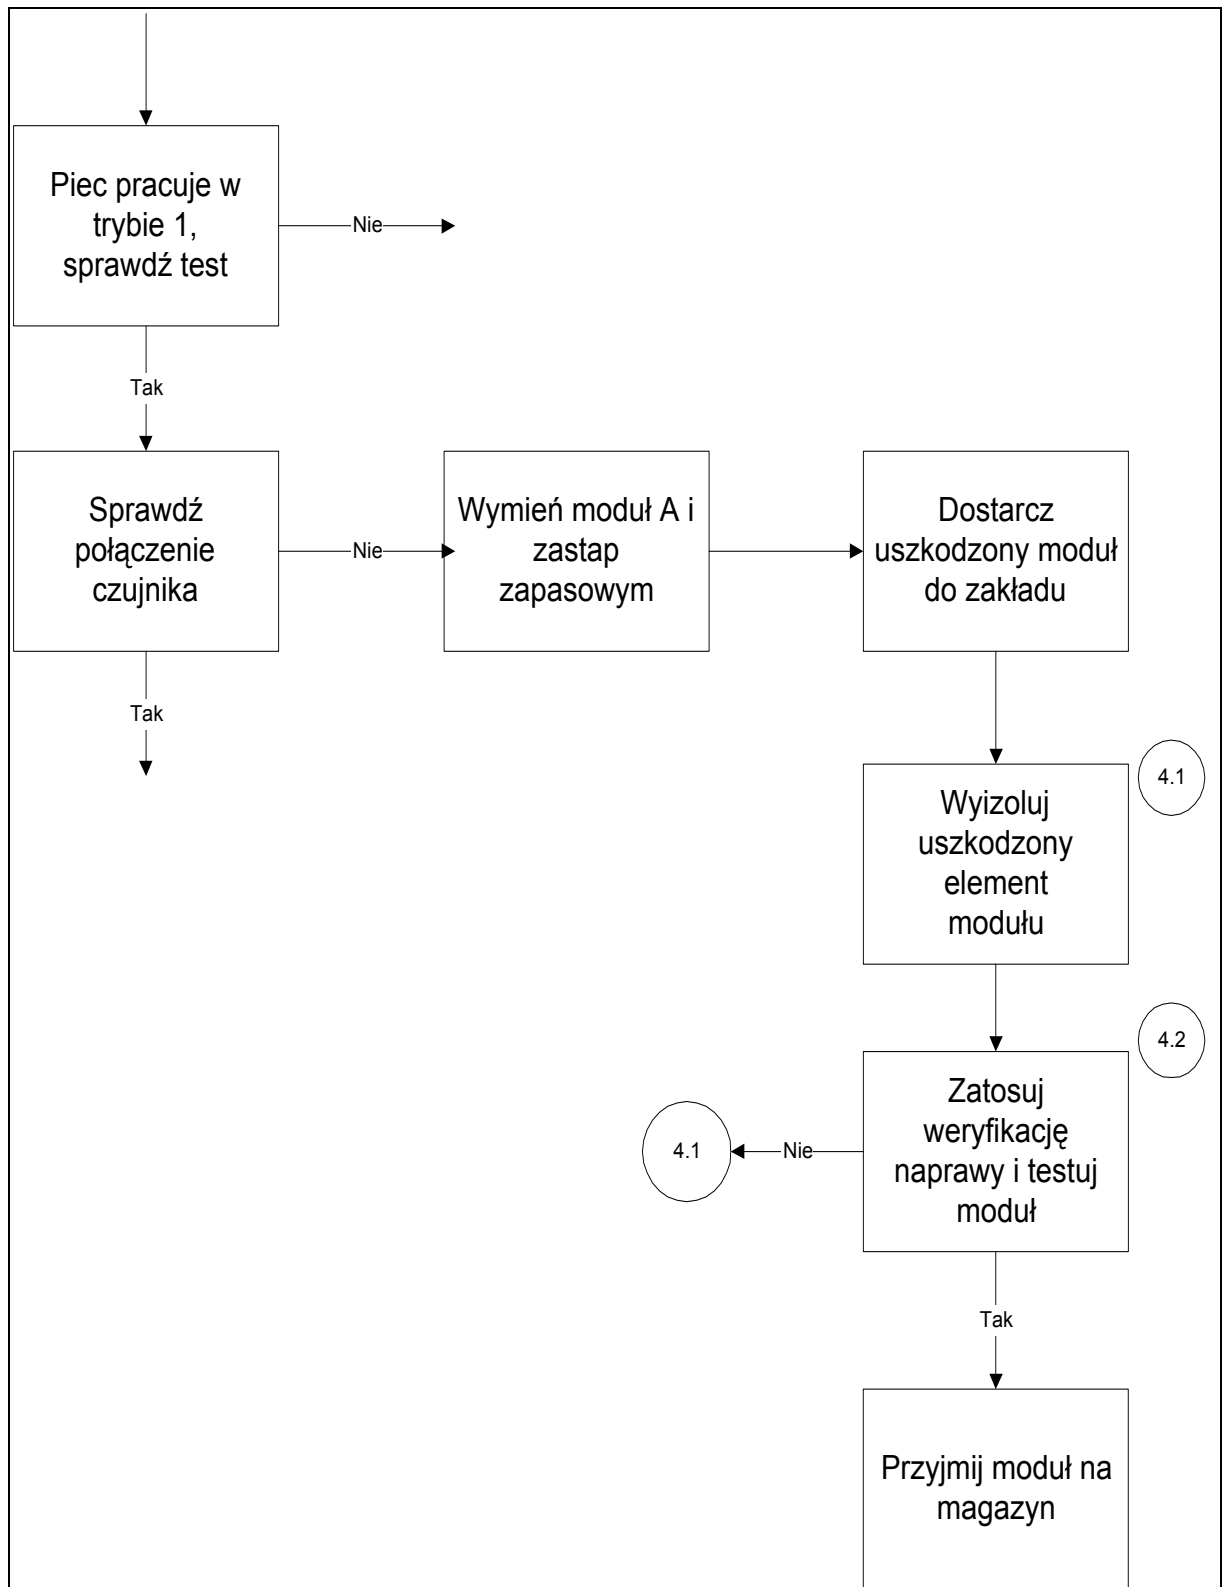 Piec pracuje w
trybie 1,
sprawdź test
Nie
Tak
Sprawdź
połączenie
czujnika
Nie
Wymień moduł A i
zastap
zapasowym
Dostarcz
uszkodzony moduł
do zakładu
Tak
4.1
Wyizoluj
uszkodzony
element
modułu
4.2
Zatosuj
weryfikację
naprawy i testuj
moduł
Nie
4.1
Tak
Przyjmij moduł na
magazyn